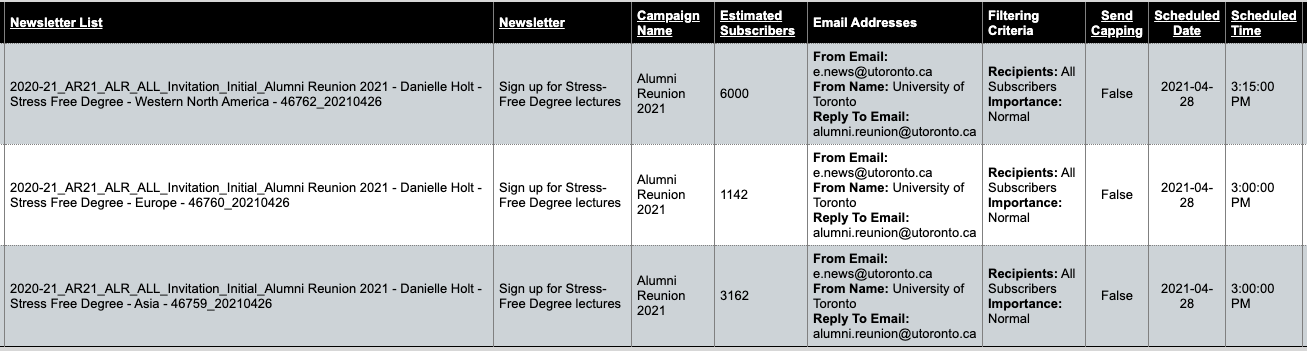 Newsletter List
Newsletter
Campaign
Name
Estimated
Subscribers
Email Addresses
Filtering
Criteria
Send
Capping
Scheduled
Date
Scheduled
Time
2020-21_AR21_ALR_ALL_Invitation_Initial_Alumni Reunion 2021 - Danielle Holt -
Stress Free Degree - Western North America - 46762_20210426
Sign up for Stress-
Free Degree lectures
Alumni
Reunion
2021
6000
From Email:
e.news@utoronto.ca
From Name: University of
Toronto
Reply To Email:
alumni.reunion@utoronto.ca
Recipients: All
Subscribers
Importance:
Normal
False
2021-04-
28
3:15:00
PM
2020-21_AR21_ALR_ALL_Invitation_Initial_Alumni Reunion 2021 - Danielle Holt -
Stress Free Degree - Europe - 46760_20210426
Sign up for Stress-
Free Degree lectures
Alumni
Reunion
2021
1142
From Email:
e.news@utoronto.ca
From Name: University of
Toronto
Reply To Email:
alumni.reunion@utoronto.ca
Recipients: All
Subscribers
Importance:
Normal
False
2021-04-
28
3:00:00
PM
2020-21_AR21_ALR_ALL_Invitation_Initial_Alumni Reunion 2021 - Danielle Holt -
Stress Free Degree - Asia - 46759_20210426
Sign up for Stress-
Free Degree lectures
Alumni
Reunion
2021
3162
From Email:
e.news@utoronto.ca
From Name: University of
Toronto
Reply To Email:
alumni.reunion@utoronto.ca
Recipients: All
Subscribers
Importance:
Normal
False
2021-04-
28
3:00:00
PM